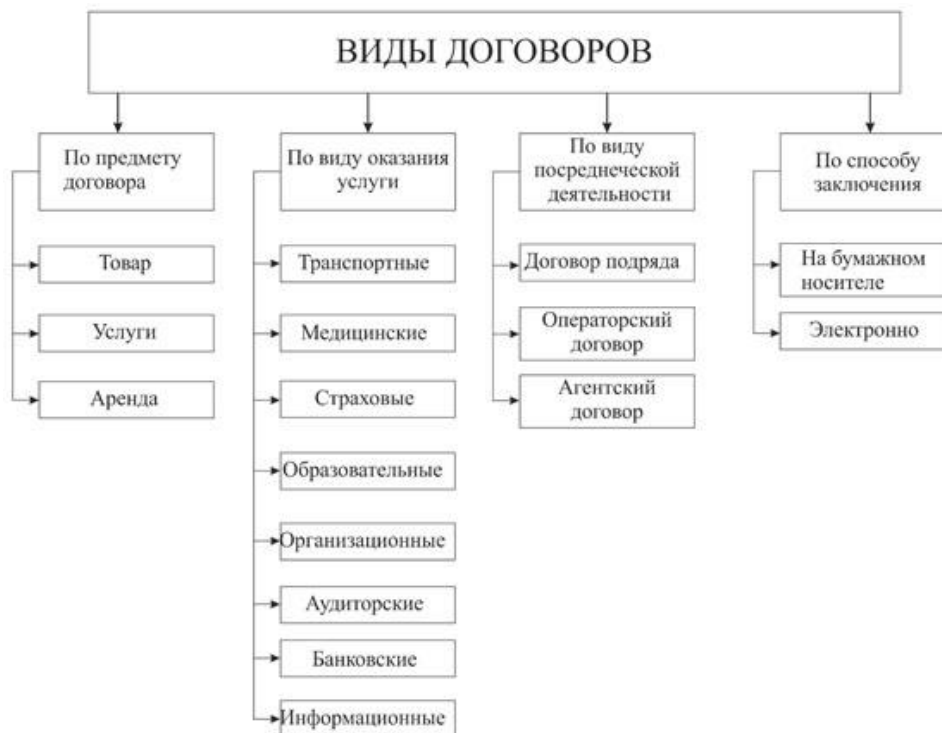 ВИДЫ ДОГОВОРОВ
По предмету
договора
Товар
Услуги
Аренда
По виду оказания
услуги
Транспортные
Медицинские
Страховые
Образовательные
Организационные
Аудиторские
Банковские
Информационные
По виду
посреднеческой
деятельности
Договор подряда
Операторский
договор
Агентский
договор
По способу
заключения
На бумажном
носителе
Электронно